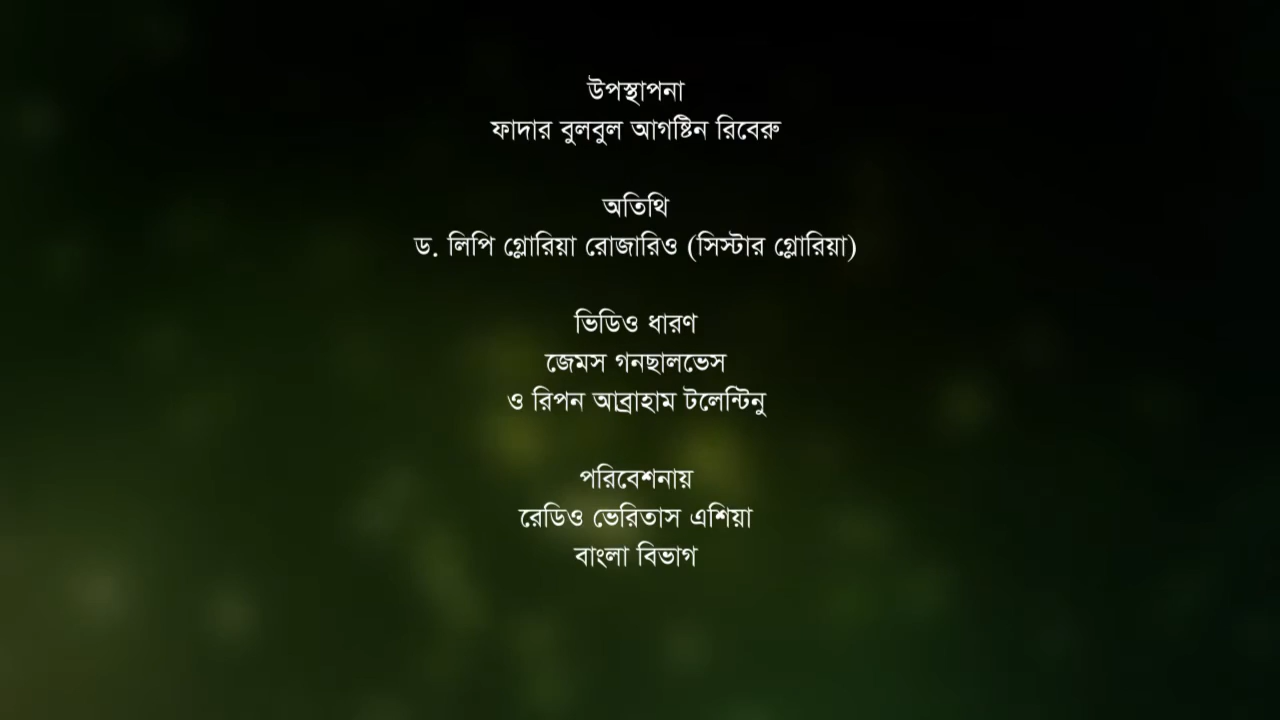 উপস্থাপনা
ফাদার বুলবুল আগষ্টিন রিবেরু
অতিথি
ড. লিপি গ্লোরিয়া রোজারিও (সিস্টার গ্লোরিয়া)
ভিডিও ধারণ
জেমস গনছালভেস
ও রিপন আব্রাহাম টলেন্টিনু
পরিবেশনায়
রেডিও ভেরিতাস এশিয়া
বাংলা বিভাগ